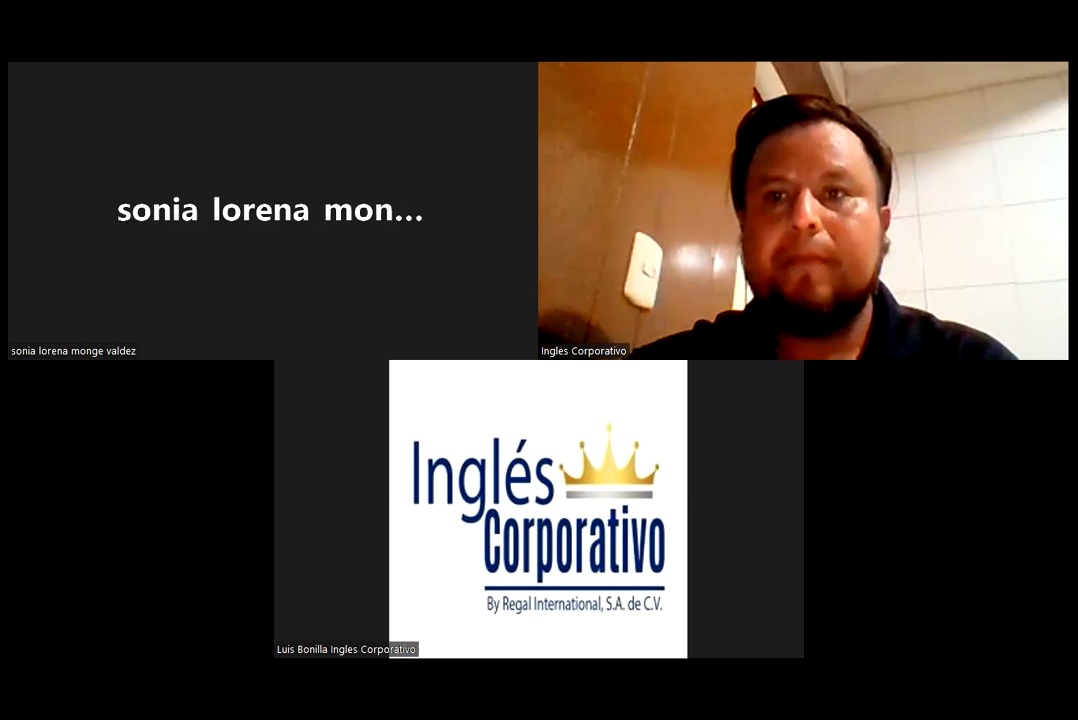 sonia lorena mon...
sonia lorena monge valdez
Ingles Corporativo
Inglés
Corporativo
By Regal International, S.A. de C.V.
Luis Bonilla Ingles Corporativo